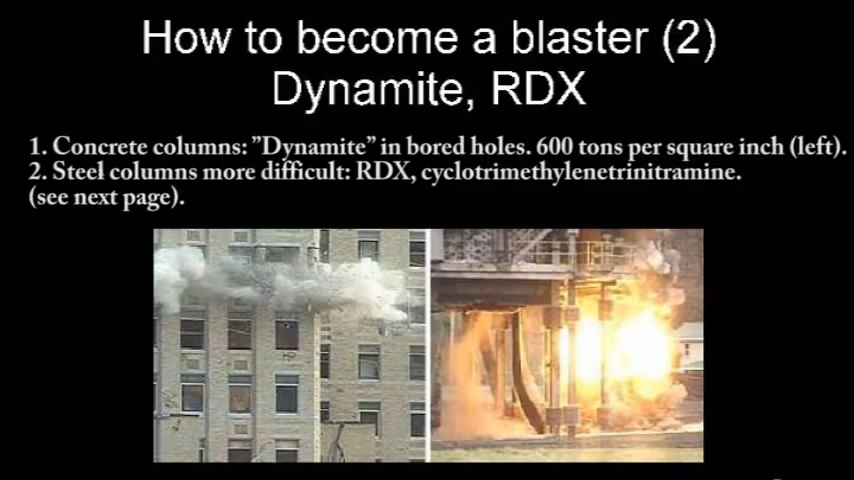 How to become a blaster (2)
Dynamite, RDX
1. Concrete columns: ”Dynamite” in bored holes. 600 tons per square inch (left).
2. Steel columns more difficult: RDX, cyclotrimethylenetrinitramine.
(see next page).